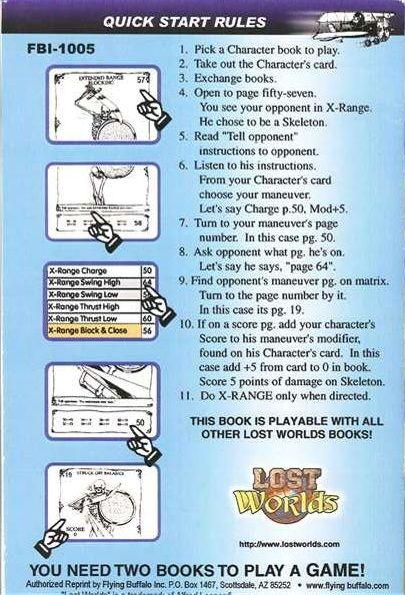 QUICK START RULES
FBI-1005
1. Pick a Character book to play.
2. Take out the Character's card.
3. Exchange books.
4. Open to page fifty-seven.
You see your opponent in X-Range.
He chose to be a Skeleton.
5. Read "Tell opponent"
instructions to opponent.
6. Listen to his instructions.
From your Character's card
choose your maneuver.
Let's say Charge p.50, Mod+5.
7. Turn to your maneuver's page
number. In this case pg. 50.
8. Ask opponent what pg. he's on.
Let's say he says, "page 64".
9. Find opponent's maneuver pg. on matrix.
Turn to the page number by it.
In this case its pg. 19.
10. If on a score pg. add your character's
Score to his maneuver's modifier,
found on his Character's card. In this
case add +5 from card to 0 in book.
Score 5 points of damage on Skeleton.
11. Do X-RANGE only when directed.
EXTENDED RANGE
BLOCKING
57
58
X-Range Charge 50
X-Range Swing High 64
X-Range Swing Low
X-Range Thrust High
X-Range Thrust Low 60
X-Range Block & Close 56
50
STRUCK OFF BALANCE
SCORE
THIS BOOK IS PLAYABLE WITH ALL
OTHER LOST WORLDS BOOKS!
LOST
WORLDS
http://www.lostworlds.com
YOU NEED TWO BOOKS TO PLAY A GAME!
Authorized Reprint by Flying Buffalo Inc. P.O. Box 1467, Scottsdale, AZ 85252 • www.flying buffalo.com
"Lost Worlds" is a trademark of Alfred Leonardi